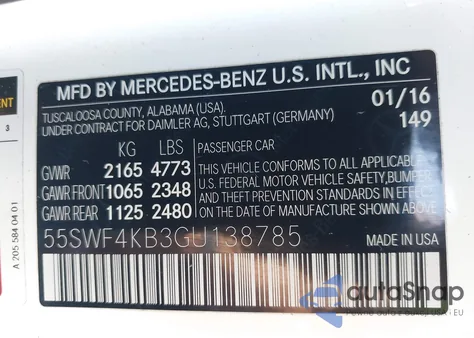 MFD BY MERCEDES-BENZ U.S. INTL., INC
TUSCALOOSA COUNTY, ALABAMA (USA).
UNDER CONTRACT FOR DAIMLER AG, STUTTGART (GERMANY)
01/16
149
KG LBS
GVWR 2165 4773
GAWR FRONT 1065 2348
GAWR REAR 1125 2480
PASSENGER CAR
THIS VEHICLE CONFORMS TO ALL APPLICABLE
U.S. FEDERAL MOTOR VEHICLE SAFETY, BUMPER,
AND THEFT PREVENTION STANDARDS IN EFFECT
ON THE DATE OF MANUFACTURE SHOWN ABOVE.
55SWF4KB3GU138785
MADE IN USA
A 205 584 04 01
3
autoSnap